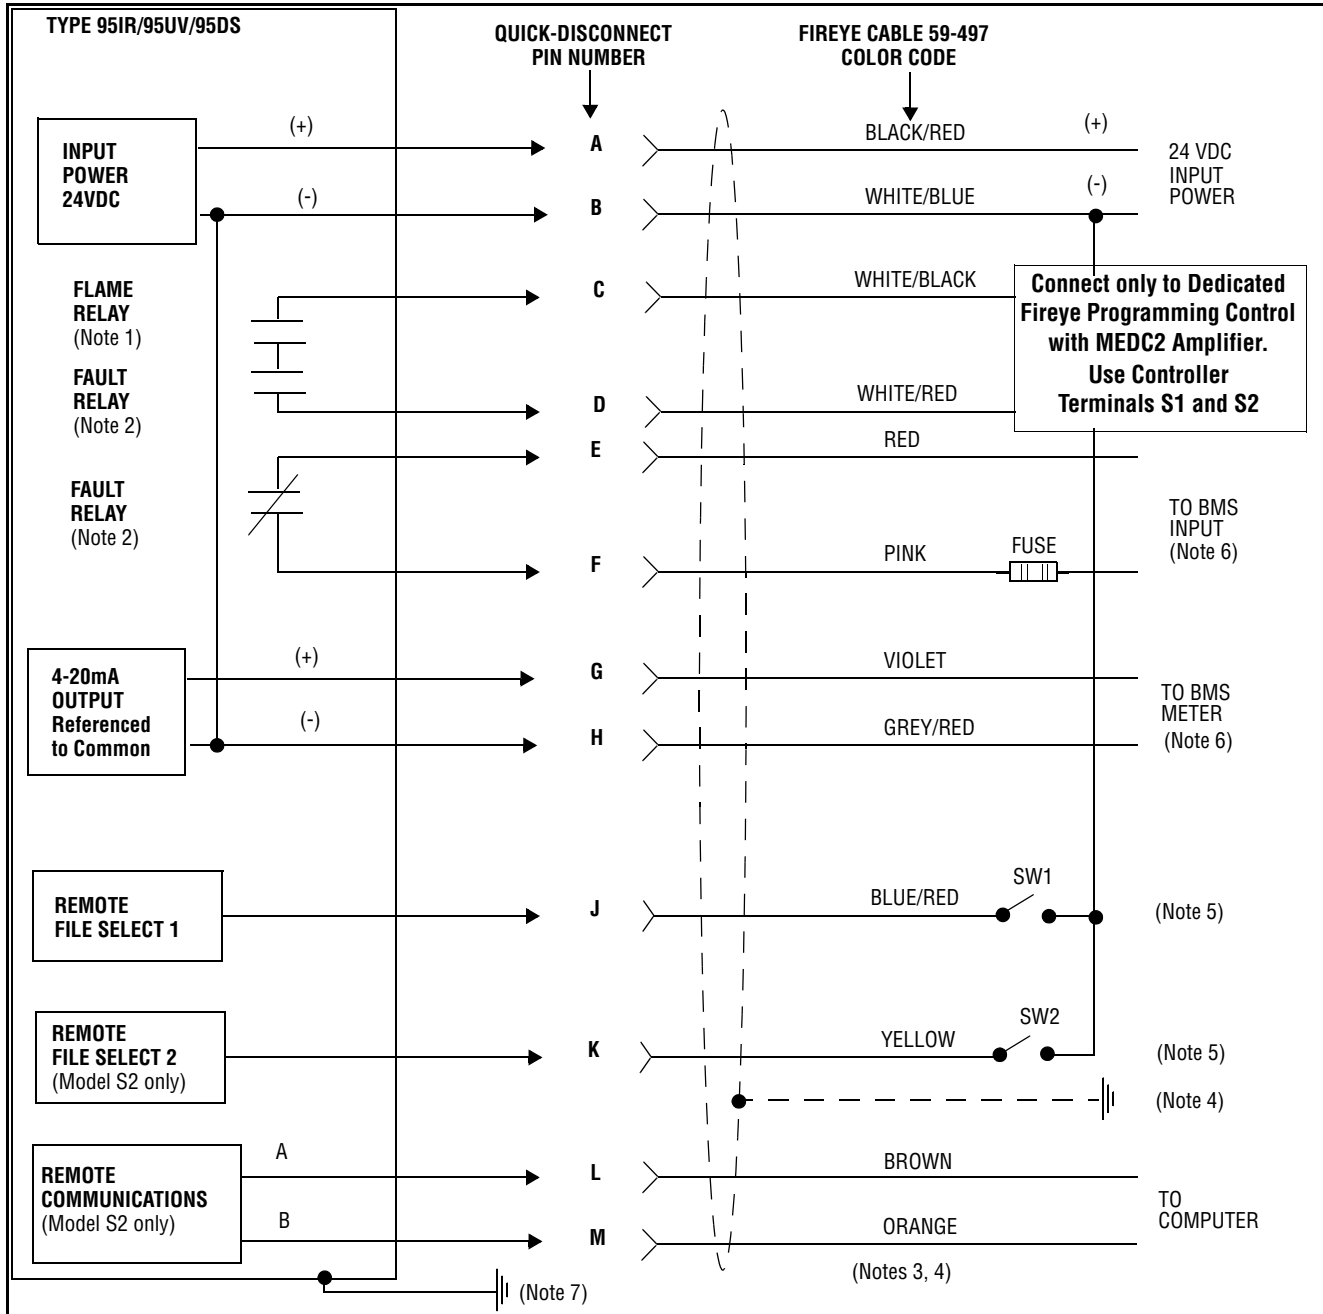 TYPE 95IR/95UV/95DS
QUICK-DISCONNECT
PIN NUMBER
FIREYE CABLE 59-497
COLOR CODE
INPUT
POWER
24VDC
(+)
A
BLACK/RED
(+)
24 VDC
INPUT
POWER
(-)
B
WHITE/BLUE
(-)
FLAME
RELAY
(Note 1)
C
WHITE/BLACK
Connect only to Dedicated
Fireye Programming Control
with MEDC2 Amplifier.
Use Controller
Terminals S1 and S2
FAULT
RELAY
(Note 2)
D
WHITE/RED
E
RED
FAULT
RELAY
(Note 2)
TO BMS
INPUT
(Note 6)
F
PINK
FUSE
4-20mA
OUTPUT
Referenced
to Common
(+)
G
VIOLET
TO BMS
METER
(Note 6)
(-)
H
GREY/RED
REMOTE
FILE SELECT 1
J
BLUE/RED
SW1
(Note 5)
REMOTE
FILE SELECT 2
(Model S2 only)
K
YELLOW
SW2
(Note 5)
(Note 4)
REMOTE
COMMUNICATIONS
(Model S2 only)
A
L
BROWN
TO
COMPUTER
B
M
ORANGE
(Notes 3, 4)
(Note 7)